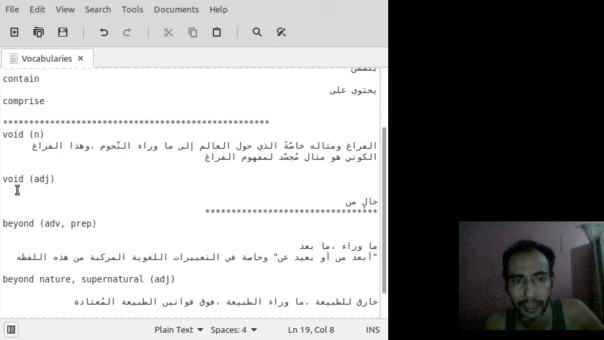 File Edit View Search Tools Documents Help
Vocabularies ×
يتضمن
contain
يحتوي على
comprise
***************************************************
void (n)
الفراغ ومثاله خاصّةً الذي حول العالم إلى ما وراء النّجوم ،وهذا الفراغ
الكوني هو مثال مُجسّد لمفهوم الفراغ
void (adj)
خالٍ من
*********************************
beyond (adv, prep)
ما وراء ،ما بعد
"أبعد من أو بعيد عن" وخاصة في التعبيرات اللغوية المركبة من هذه اللفظه
beyond nature, supernatural (adj)
خارق للطبيعة ،ما وراء الطبيعة ،فوق قوانين الطبيعة المُعتادة
Plain Text Spaces: 4 Ln 19, Col 8 INS